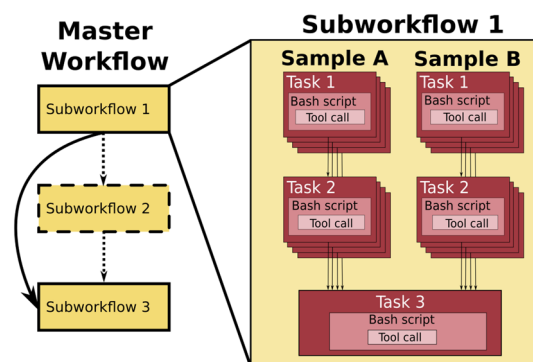 Master
Workflow
Subworkflow 1
Subworkflow 2
Subworkflow 3
Subworkflow 1
Sample A
Sample B
Task 1
Bash script
Tool call
Task 1
Bash script
Tool call
Task 2
Bash script
Tool call
Task 2
Bash script
Tool call
Task 3
Bash script
Tool call